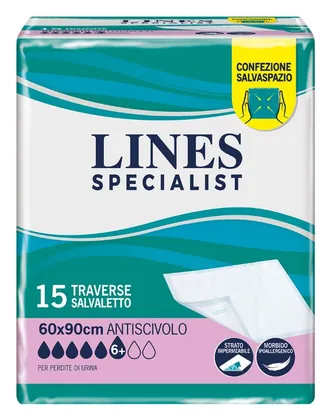 CONFEZIONE
SALVASPAZIO
LINES
SPECIALIST
15 TRAVERSE
SALVALETTO
60x90cm ANTISCIVOLO
6+
PER PERDITE DI URINA
STRATO
IMPERMEABILE
MORBIDO
IPOALLERGENICO